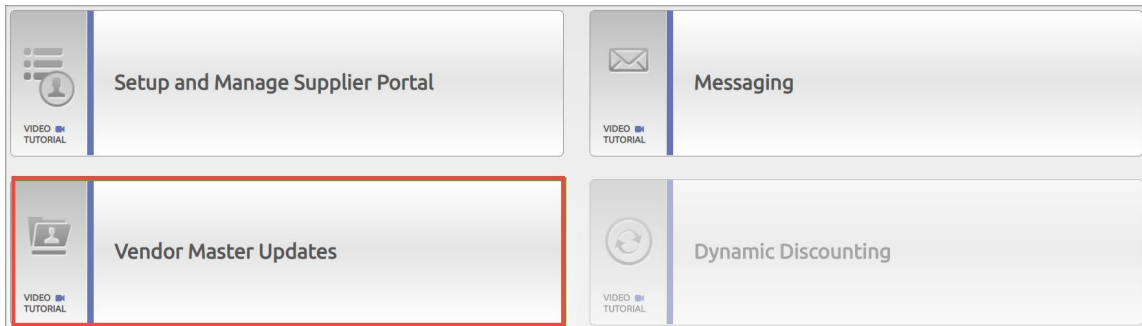 Setup and Manage Supplier Portal
VIDEO
TUTORIAL
Messaging
VIDEO
TUTORIAL
Vendor Master Updates
VIDEO
TUTORIAL
Dynamic Discounting
VIDEO
TUTORIAL